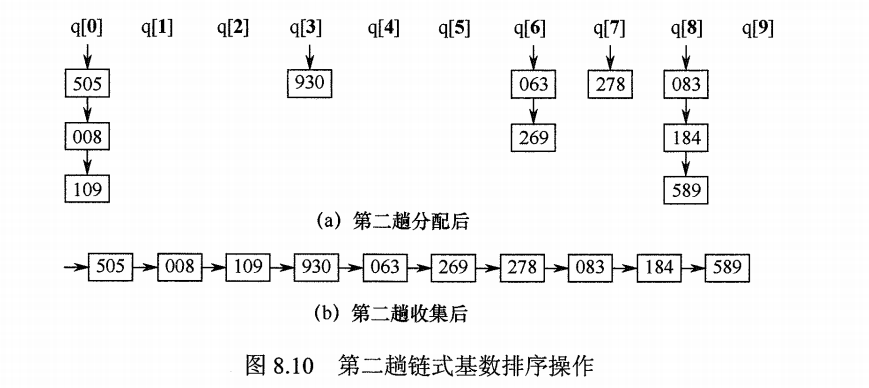 q[0] q[1] q[2] q[3] q[4] q[5] q[6] q[7] q[8] q[9]
505 930 063 278 083
008 269 184
109 589
(a) 第二趟分配后
505 008 109 930 063 269 278 083 184 589
(b) 第二趟收集后
图 8.10 第二趟链式基数排序操作